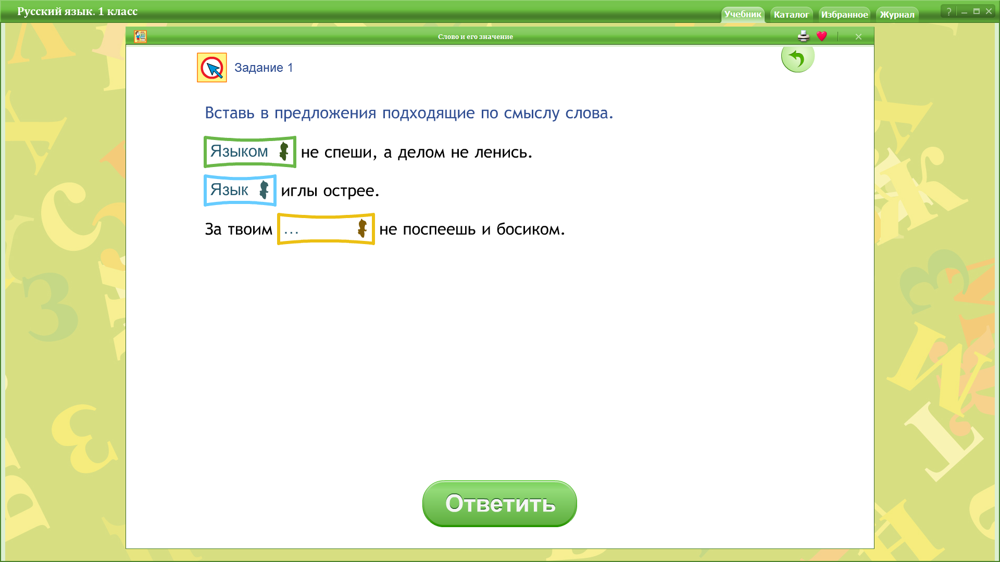 Русский язык. 1 класс
Учебник Каталог Избранное Журнал ?
Слово и его значение
Задание 1
Вставь в предложения подходящие по смыслу слова.
Языком не спеши, а делом не ленись.
Язык иглы острее.
За твоим ... не поспеешь и босиком.
Ответить